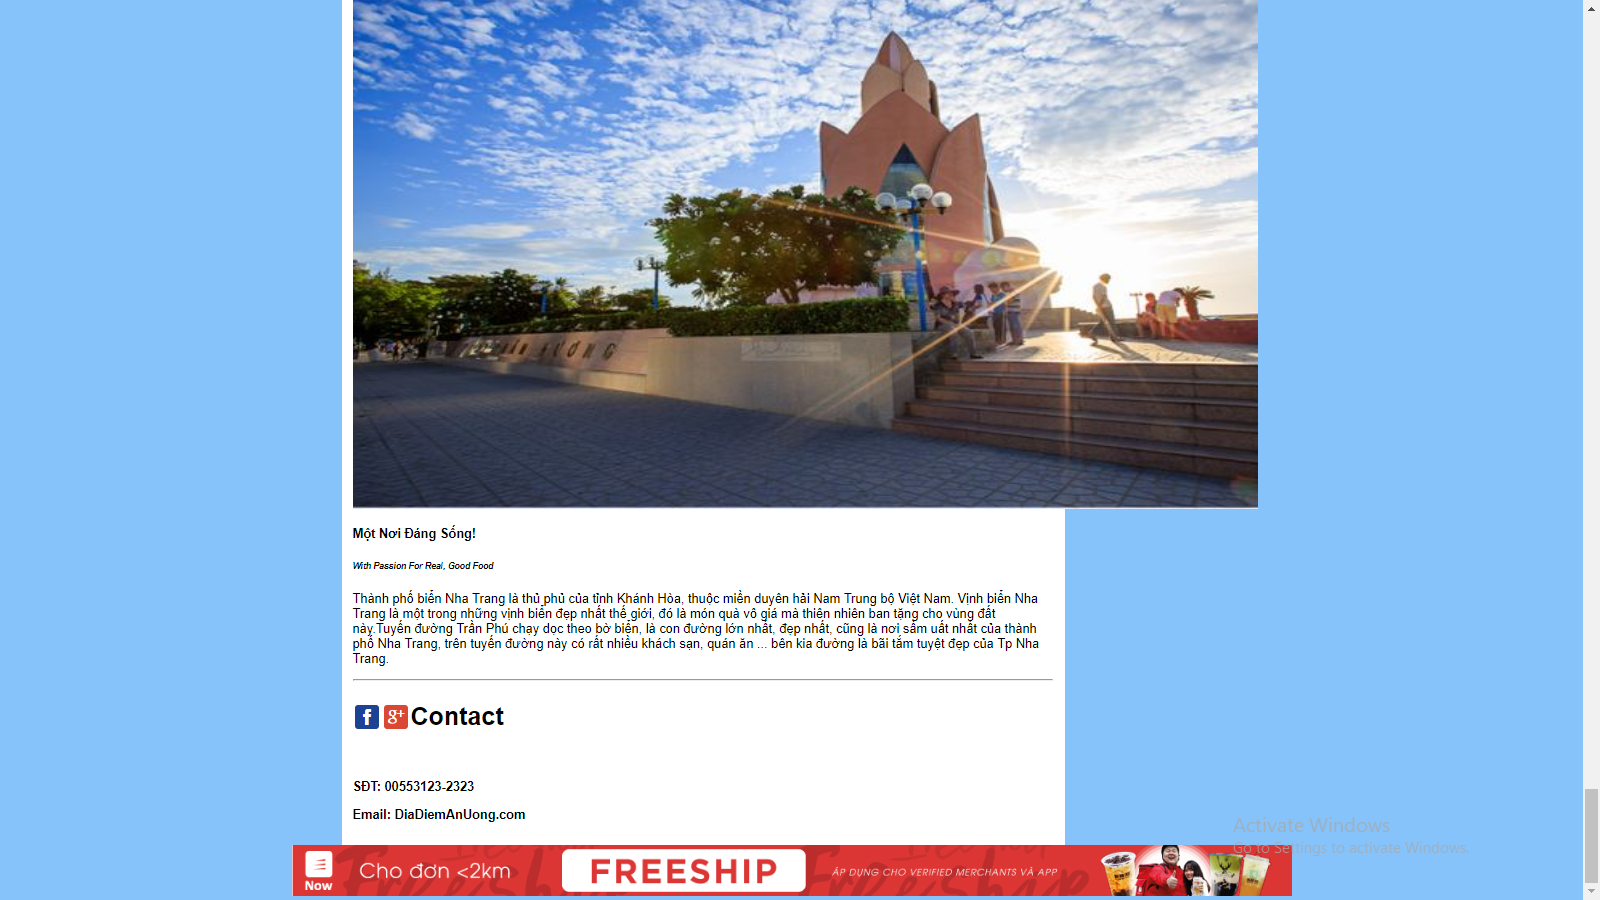 Một Nơi Đáng Sống!
With Passion For Real, Good Food
Thành phố biển Nha Trang là thủ phủ của tỉnh Khánh Hòa, thuộc miền duyên hải Nam Trung bộ Việt Nam. Vịnh biển Nha
Trang là một trong những vịnh biển đẹp nhất thế giới, đó là món quà vô giá mà thiên nhiên ban tặng cho vùng đất
này.Tuyến đường Trần Phú chạy dọc theo bờ biển, là con đường lớn nhất, đẹp nhất, cũng là nơi sầm uất nhất của thành
phố Nha Trang, trên tuyến đường này có rất nhiều khách sạn, quán ăn ... bên kia đường là bãi tắm tuyệt đẹp của Tp Nha
Trang.
f g+ Contact
SĐT: 00553123-2323
Email: DiaDiemAnUong.com
Activate Windows
Go to Settings to activate Windows.
Now
Cho đơn <2km
FREESHIP
ÁP DỤNG CHO VERIFIED MERCHANTS VÀ APP
Freeship